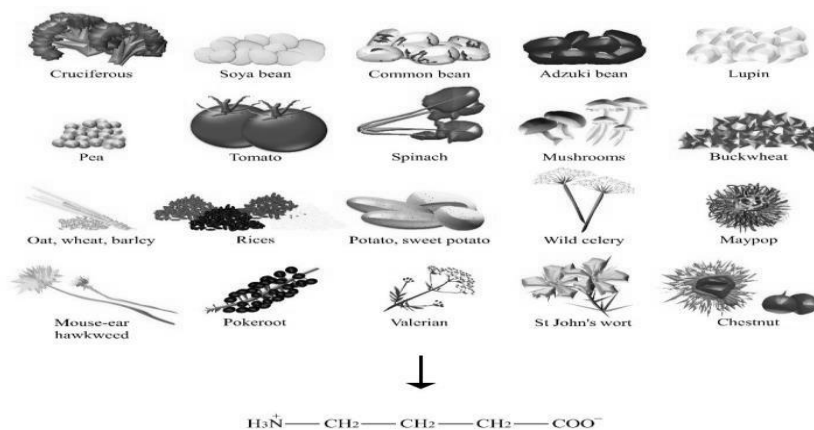 Cruciferous
Soya bean
Common bean
Adzuki bean
Lupin
Pea
Tomato
Spinach
Mushrooms
Buckwheat
Oat, wheat, barley
Rices
Potato, sweet potato
Wild celery
Maypop
Mouse-ear
hawkweed
Pokeroot
Valerian
St John's wort
Chestnut
H₃N⁺—CH₂—CH₂—CH₂—COO⁻